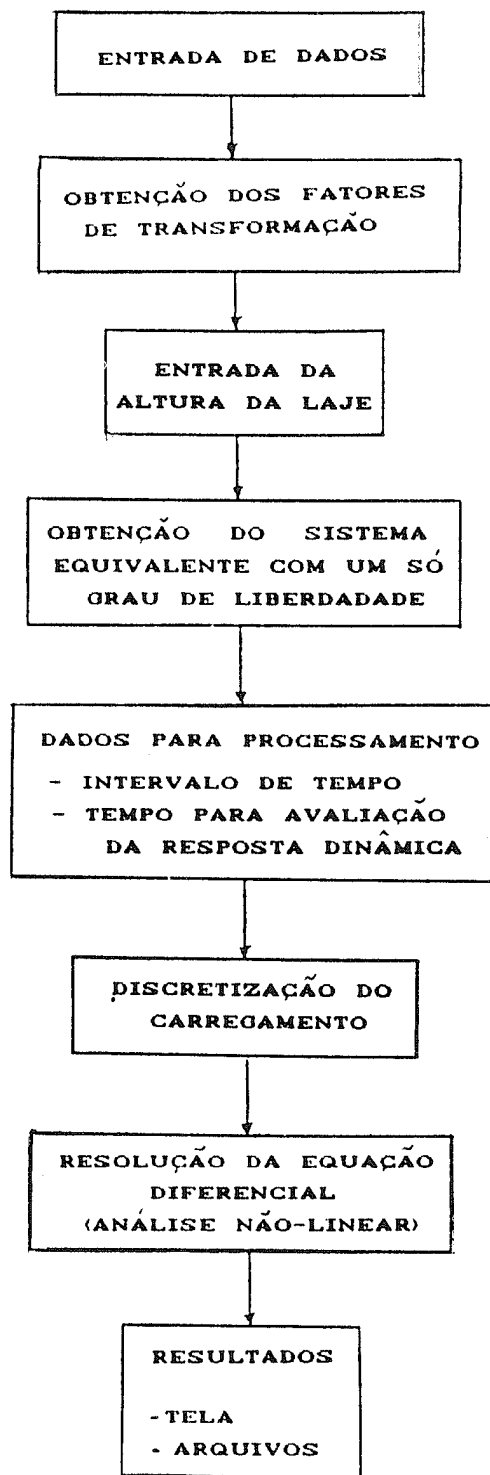 ENTRADA DE DADOS
OBTENÇÃO DOS FATORES
DE TRANSFORMAÇÃO
ENTRADA DA
ALTURA DA LAJE
OBTENÇÃO DO SISTEMA
EQUIVALENTE COM UM SÓ
GRAU DE LIBERDADADE
DADOS PARA PROCESSAMENTO
- INTERVALO DE TEMPO
- TEMPO PARA AVALIAÇÃO
DA RESPOSTA DINÂMICA
DISCRETIZAÇÃO DO
CARREGAMENTO
RESOLUÇÃO DA EQUAÇÃO
DIFERENCIAL
(ANÁLISE NÃO-LINEAR)
RESULTADOS
- TELA
- ARQUIVOS